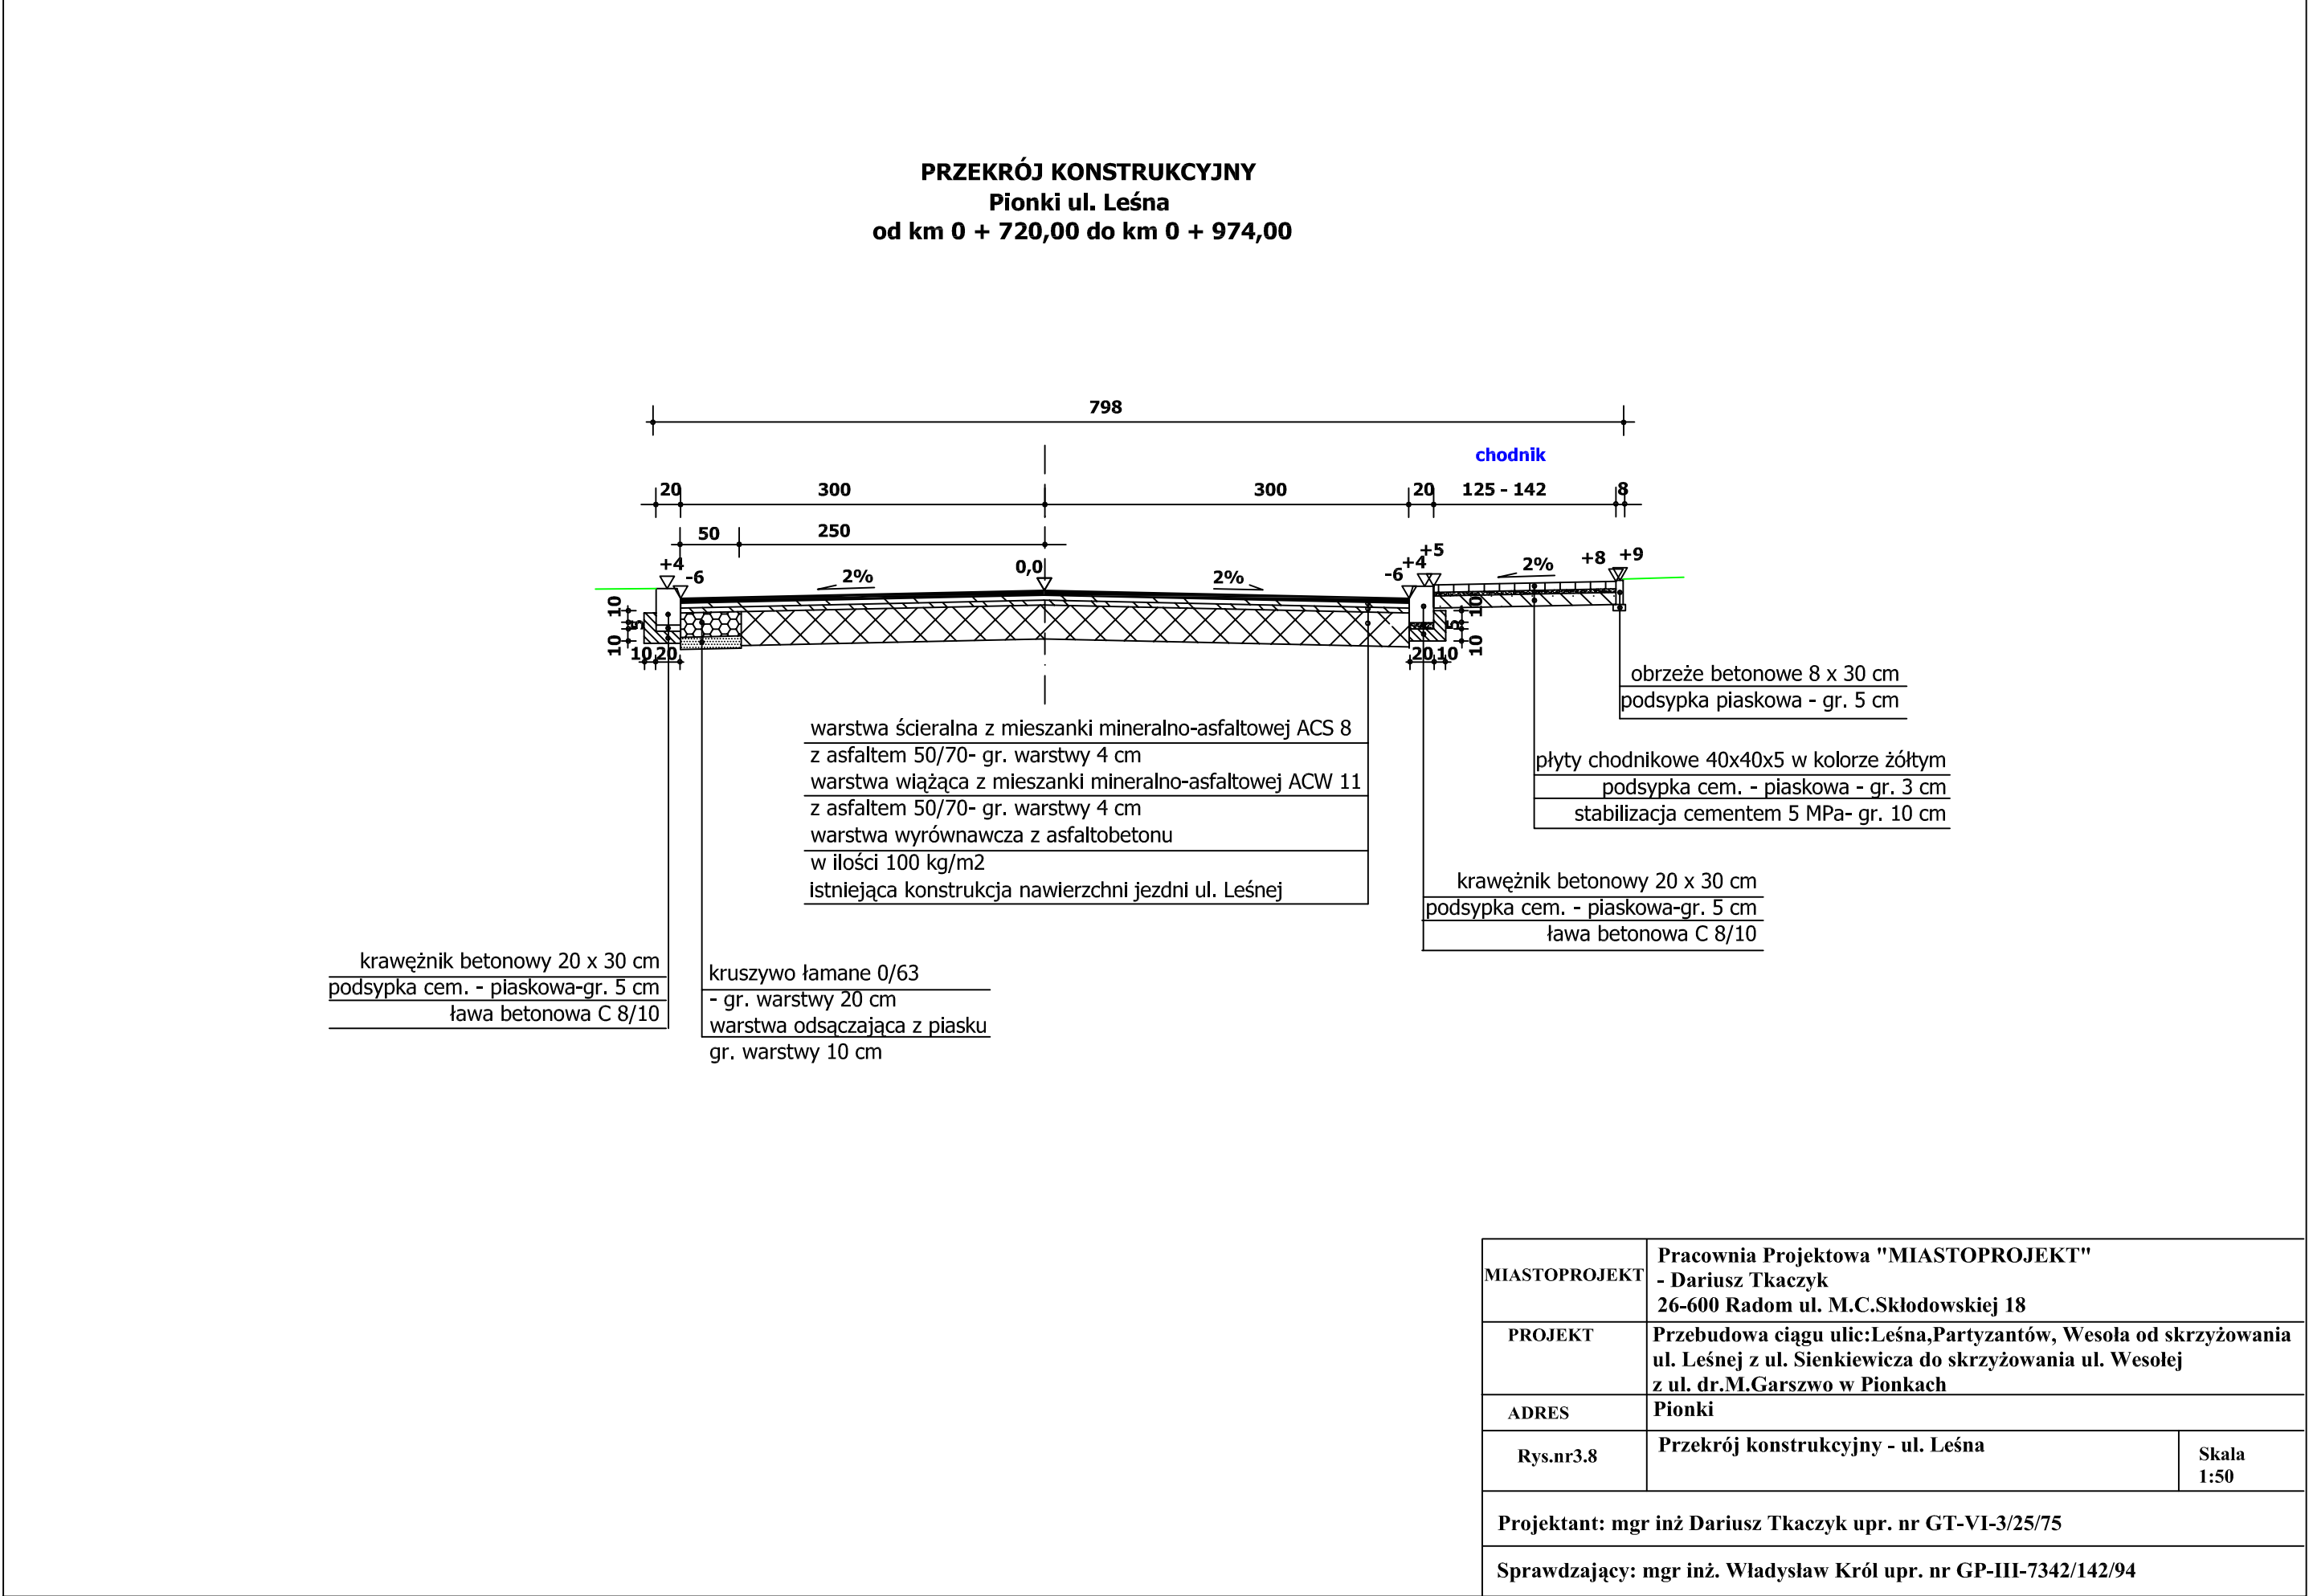 PRZEKRÓJ KONSTRUKCYJNY
Pionki ul. Leśna
od km 0 + 720,00 do km 0 + 974,00
798
chodnik
20
300
300
20
125 - 142
8
50
250
+4
-6
2%
0,0
2%
-6
+4
+5
2%
+8
+9
10
5
10
10
20
10
5
10
20
10
obrzeże betonowe 8 x 30 cm
podsypka piaskowa - gr. 5 cm
warstwa ścieralna z mieszanki mineralno-asfaltowej ACS 8
z asfaltem 50/70- gr. warstwy 4 cm
warstwa wiążąca z mieszanki mineralno-asfaltowej ACW 11
z asfaltem 50/70- gr. warstwy 4 cm
warstwa wyrównawcza z asfaltobetonu
w ilości 100 kg/m2
istniejąca konstrukcja nawierzchni jezdni ul. Leśnej
płyty chodnikowe 40x40x5 w kolorze żółtym
podsypka cem. - piaskowa - gr. 3 cm
stabilizacja cementem 5 MPa- gr. 10 cm
krawężnik betonowy 20 x 30 cm
podsypka cem. - piaskowa-gr. 5 cm
ława betonowa C 8/10
krawężnik betonowy 20 x 30 cm
podsypka cem. - piaskowa-gr. 5 cm
ława betonowa C 8/10
kruszywo łamane 0/63
- gr. warstwy 20 cm
warstwa odsączająca z piasku
gr. warstwy 10 cm
MIASTOPROJEKT
Pracownia Projektowa "MIASTOPROJEKT"
- Dariusz Tkaczyk
26-600 Radom ul. M.C.Skłodowskiej 18
PROJEKT
Przebudowa ciągu ulic:Leśna,Partyzantów, Wesoła od skrzyżowania
ul. Leśnej z ul. Sienkiewicza do skrzyżowania ul. Wesołej
z ul. dr.M.Garszwo w Pionkach
ADRES
Pionki
Rys.nr3.8
Przekrój konstrukcyjny - ul. Leśna
Skala
1:50
Projektant: mgr inż Dariusz Tkaczyk upr. nr GT-VI-3/25/75
Sprawdzający: mgr inż. Władysław Król upr. nr GP-III-7342/142/94